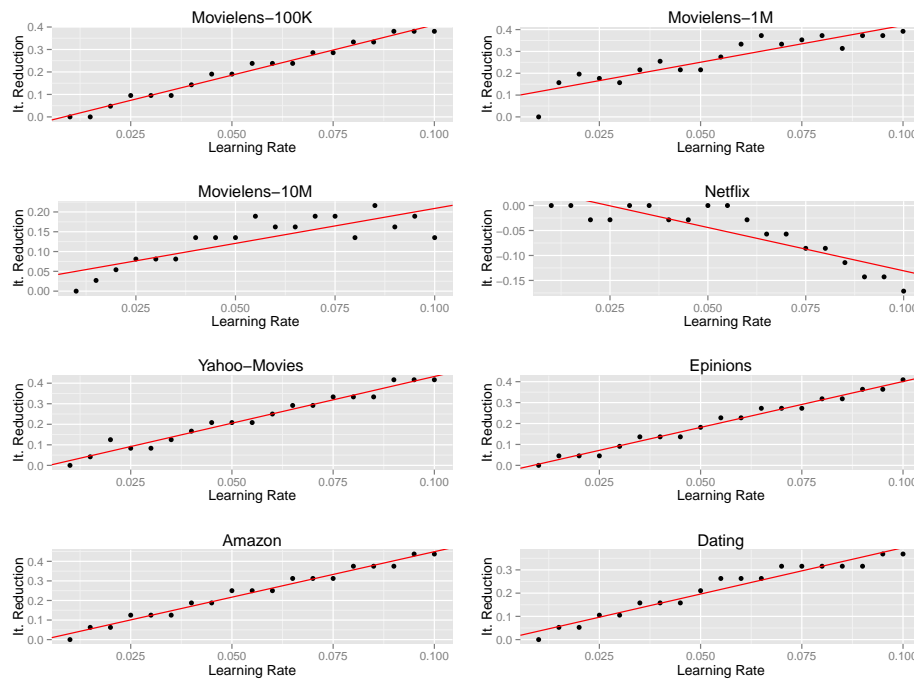 Movielens−100K
It. Reduction
0.4
0.3
0.2
0.1
0.0
0.025 0.050 0.075 0.100
Learning Rate
Movielens−1M
It. Reduction
0.4
0.3
0.2
0.1
0.0
0.025 0.050 0.075 0.100
Learning Rate
Movielens−10M
It. Reduction
0.20
0.15
0.10
0.05
0.00
0.025 0.050 0.075 0.100
Learning Rate
Netflix
It. Reduction
0.00
−0.05
−0.10
−0.15
0.025 0.050 0.075 0.100
Learning Rate
Yahoo−Movies
It. Reduction
0.4
0.3
0.2
0.1
0.0
0.025 0.050 0.075 0.100
Learning Rate
Epinions
It. Reduction
0.4
0.3
0.2
0.1
0.0
0.025 0.050 0.075 0.100
Learning Rate
Amazon
It. Reduction
0.4
0.3
0.2
0.1
0.0
0.025 0.050 0.075 0.100
Learning Rate
Dating
It. Reduction
0.3
0.2
0.1
0.0
0.025 0.050 0.075 0.100
Learning Rate